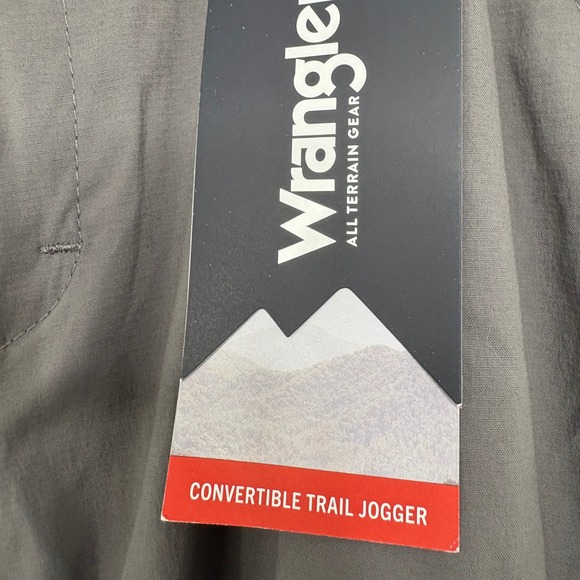 Wrangler
ALL TERRAIN GEAR
CONVERTIBLE TRAIL JOGGER